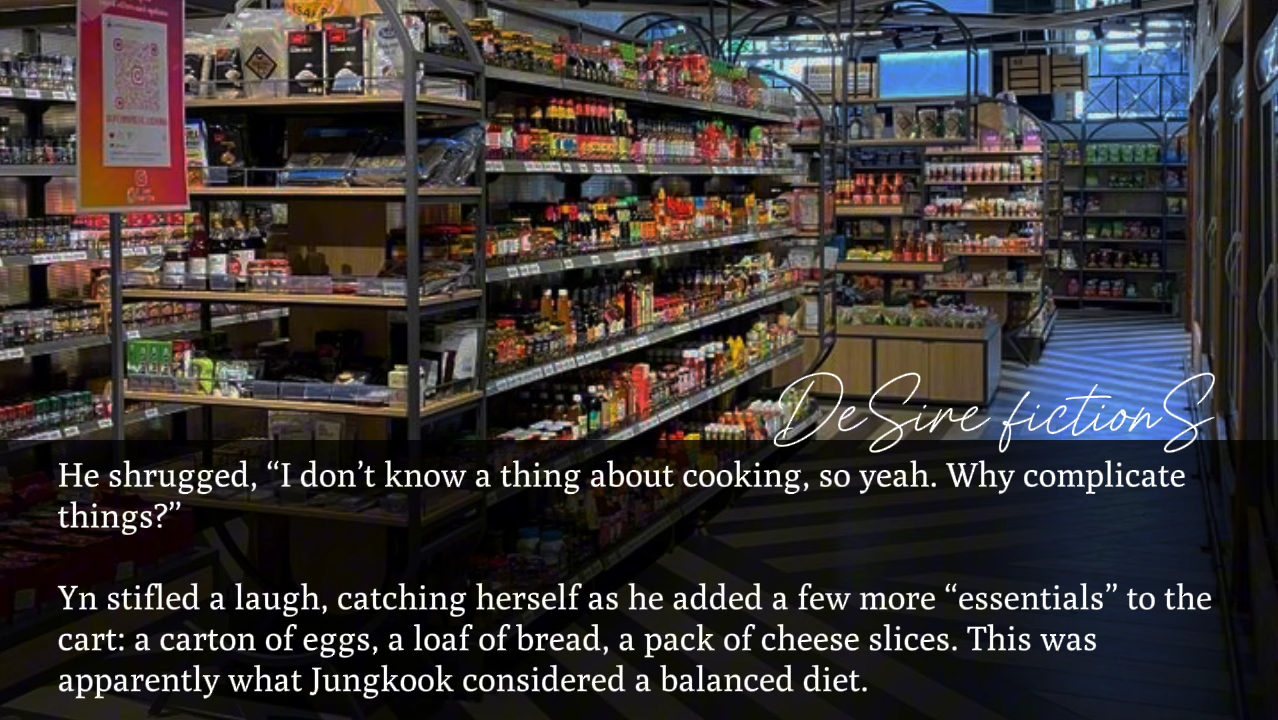 DeSire fictionS
He shrugged, “I don’t know a thing about cooking, so yeah. Why complicate
things?”
Yn stifled a laugh, catching herself as he added a few more “essentials” to the
cart: a carton of eggs, a loaf of bread, a pack of cheese slices. This was
apparently what Jungkook considered a balanced diet.